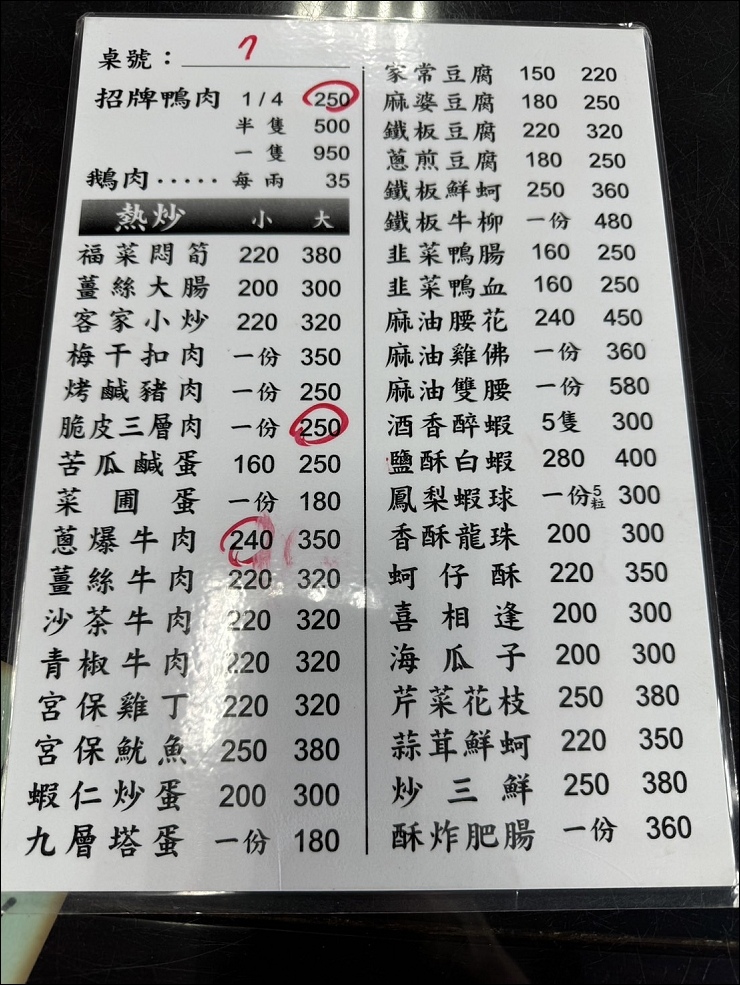 桌號：7
招牌鴨肉 1/4 250
半隻 500
一隻 950
鵝肉····· 每兩 35
熱炒 小 大
福菜悶筍 220 380
薑絲大腸 200 300
客家小炒 220 320
梅干扣肉 一份 350
烤鹹豬肉 一份 250
脆皮三層肉 一份 250
苦瓜鹹蛋 160 250
菜圃蛋 一份 180
蔥爆牛肉 240 350
薑絲牛肉 220 320
沙茶牛肉 220 320
青椒牛肉 220 320
宮保雞丁 220 320
宮保魷魚 250 380
蝦仁炒蛋 200 300
九層塔蛋 一份 180
家常豆腐 150 220
麻婆豆腐 180 250
鐵板豆腐 220 320
蔥煎豆腐 180 250
鐵板鮮蚵 250 360
鐵板牛柳 一份 480
韭菜鴨腸 160 250
韭菜鴨血 160 250
麻油腰花 240 450
麻油雞佛 一份 360
麻油雙腰 一份 580
酒香醉蝦 5隻 300
鹽酥白蝦 280 400
鳳梨蝦球 一份5粒 300
香酥龍珠 200 300
蚵仔酥 220 350
喜相逢 200 300
海瓜子 200 300
芹菜花枝 250 380
蒜茸鮮蚵 220 350
炒三鮮 250 380
酥炸肥腸 一份 360